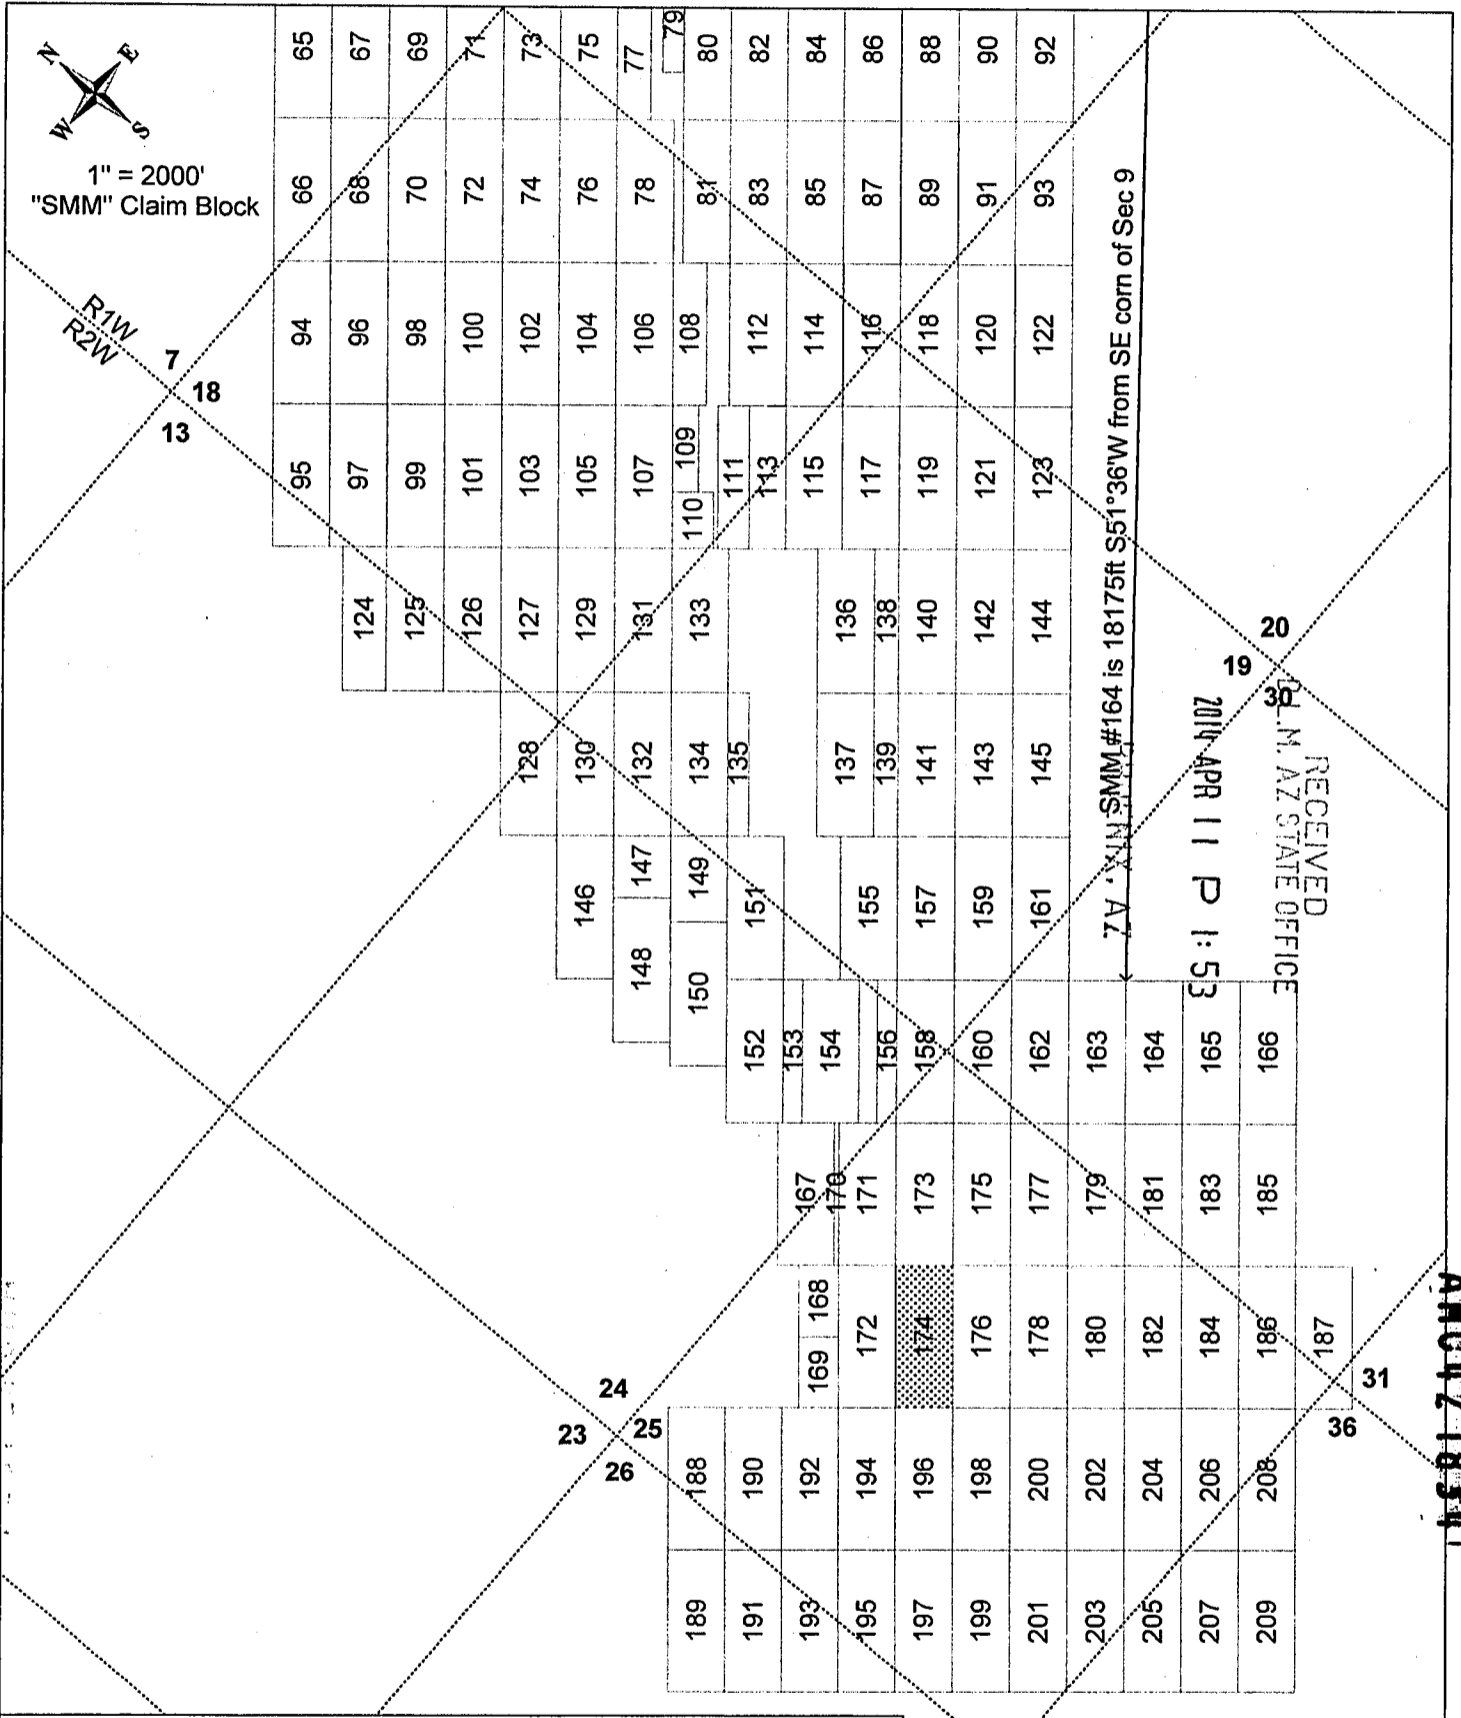 N E
W S
1" = 2000'
"SMM" Claim Block
65 67 69 71 73 75 77 79 80 82 84 86 88 90 92
66 68 70 72 74 76 78 81 83 85 87 89 91 93
R1W
R2W
94 96 98 100 102 104 106 108 112 114 116 118 120 122
7
18
13
95 97 99 101 103 105 107 109 110 111 113 115 117 119 121 123
124 125 126 127 129 131 133 136 138 140 142 144
20
19
30
128 130 132 134 135 137 139 141 143 145
146 147 148 149 150 151 155 157 159 161
SMM #164 is 18175ft S51°36'W from SE corn of Sec 9
RECEIVED
B.L.M. AZ STATE OFFICE
2014 APR 11 P 1:53
152 153 154 156 158 160 162 163 164 165 166
167 170 171 173 175 177 179 181 183 185
168 169 172 174 176 178 180 182 184 186 187
24
23
25
26
31
36
188 190 192 194 196 198 200 202 204 206 208
189 191 193 195 197 199 201 203 205 207 209